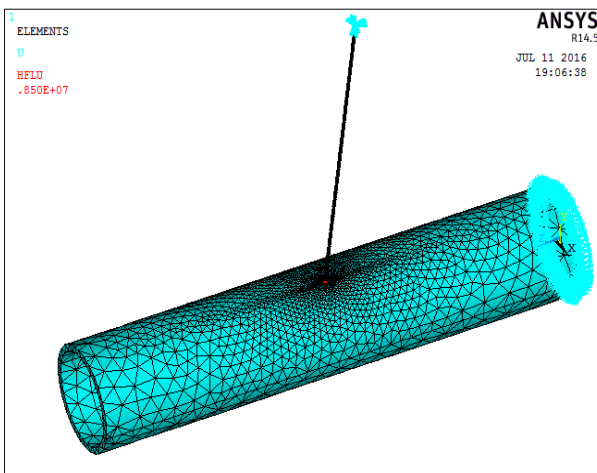 1
ELEMENTS
U
HFLU
.850E+07
ANSYS
R14.5
JUL 11 2016
19:06:38
Y
Z
X